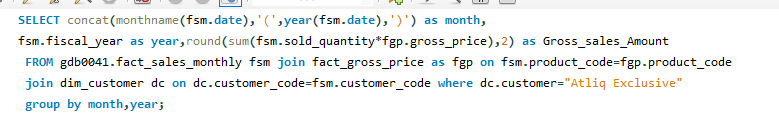 SELECT concat(monthname(fsm.date),'(',year(fsm.date),')') as month,
fsm.fiscal_year as year,round(sum(fsm.sold_quantity*fgp.gross_price),2) as Gross_sales_Amount
FROM gdb0041.fact_sales_monthly fsm join fact_gross_price as fgp on fsm.product_code=fgp.product_code
join dim_customer dc on dc.customer_code=fsm.customer_code where dc.customer="Atliq Exclusive"
group by month,year;